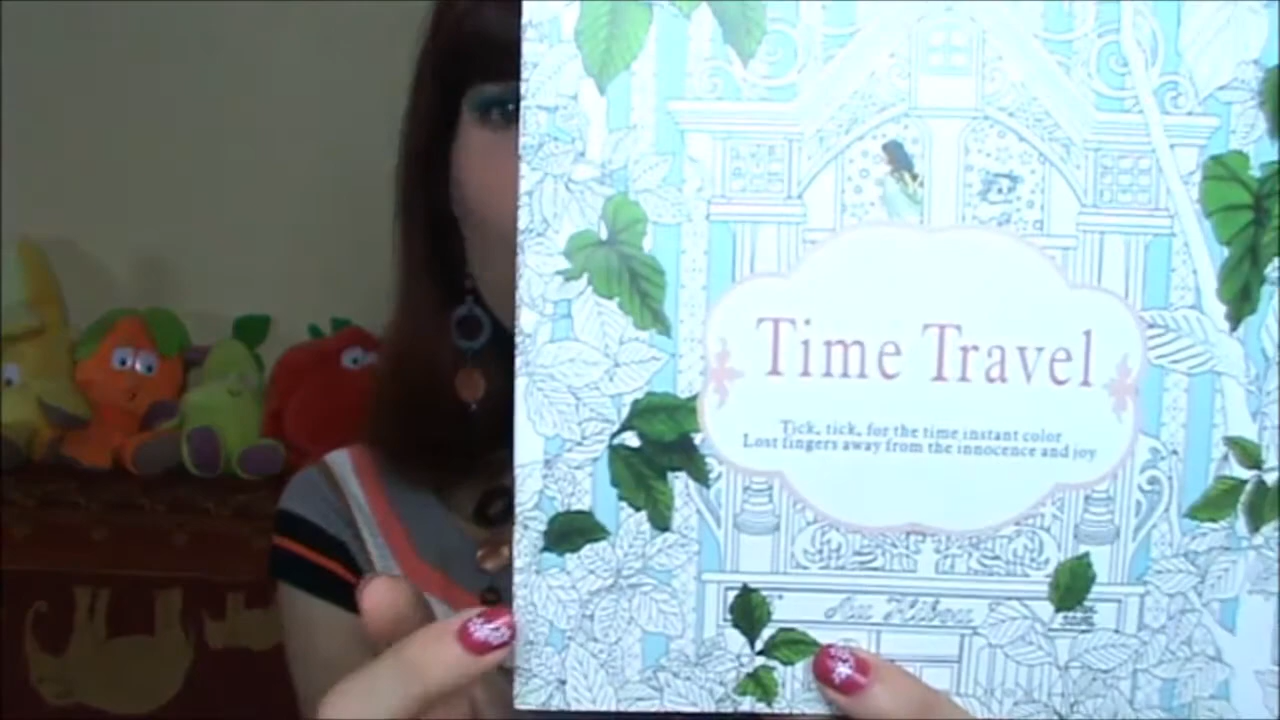 Time Travel
Tick, tick, for the time instant color
Lost fingers away from the innocence and joy